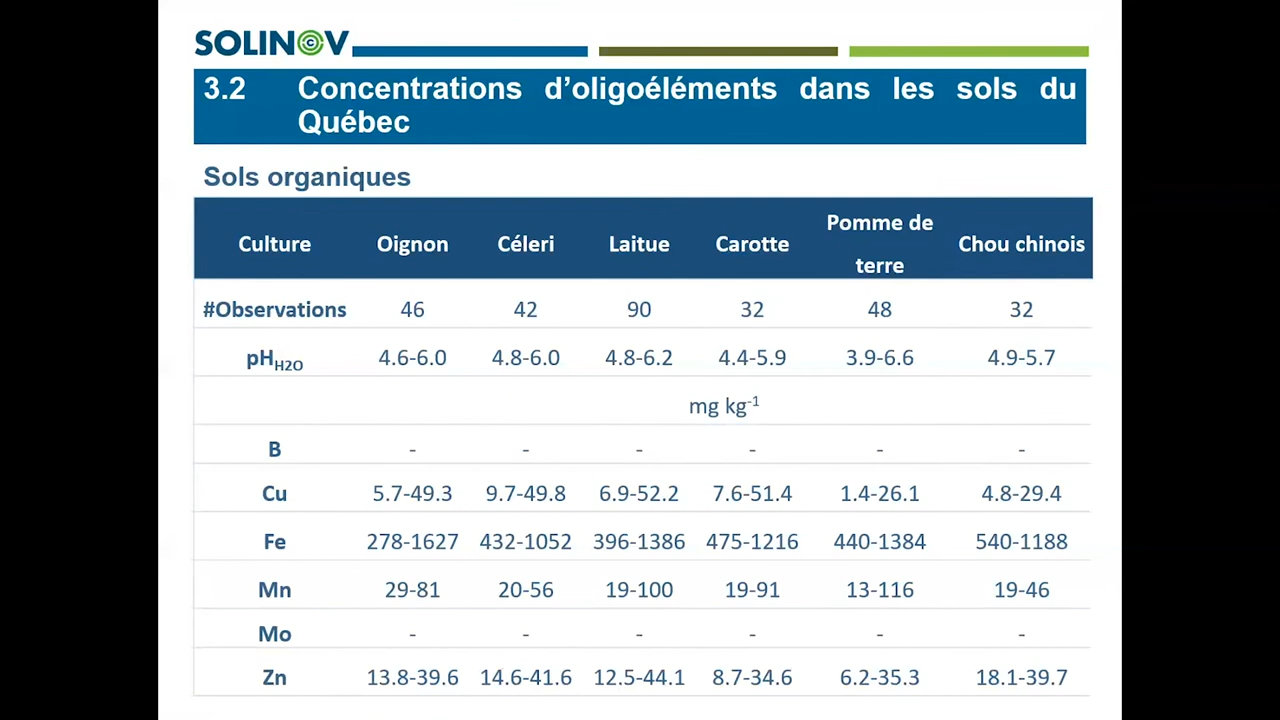 SOLINOV
3.2 Concentrations d'oligoéléments dans les sols du
Québec
Sols organiques
Culture Oignon Céleri Laitue Carotte Pomme de terre Chou chinois
#Observations 46 42 90 32 48 32
pH H2O 4.6-6.0 4.8-6.0 4.8-6.2 4.4-5.9 3.9-6.6 4.9-5.7
mg kg-1
B - - - - - -
Cu 5.7-49.3 9.7-49.8 6.9-52.2 7.6-51.4 1.4-26.1 4.8-29.4
Fe 278-1627 432-1052 396-1386 475-1216 440-1384 540-1188
Mn 29-81 20-56 19-100 19-91 13-116 19-46
Mo - - - - - -
Zn 13.8-39.6 14.6-41.6 12.5-44.1 8.7-34.6 6.2-35.3 18.1-39.7